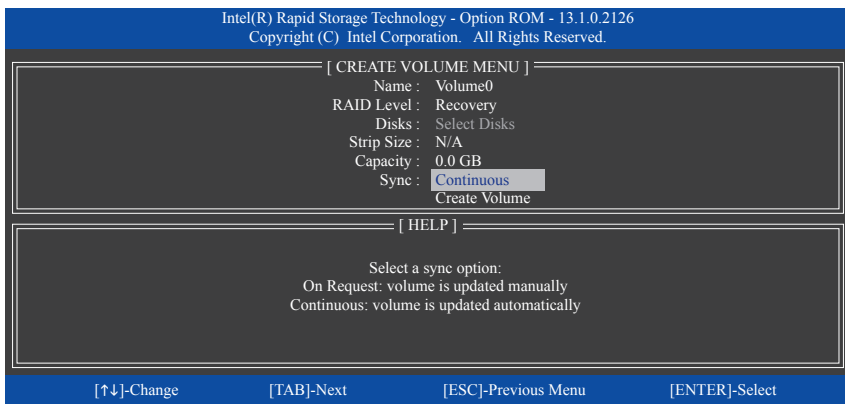 Intel(R) Rapid Storage Technology - Option ROM - 13.1.0.2126
Copyright (C) Intel Corporation. All Rights Reserved.
[ CREATE VOLUME MENU ]
Name : Volume0
RAID Level : Recovery
Disks : Select Disks
Strip Size : N/A
Capacity : 0.0 GB
Sync : Continuous
Create Volume
[ HELP ]
Select a sync option:
On Request: volume is updated manually
Continuous: volume is updated automatically
[↑↓]-Change [TAB]-Next [ESC]-Previous Menu [ENTER]-Select